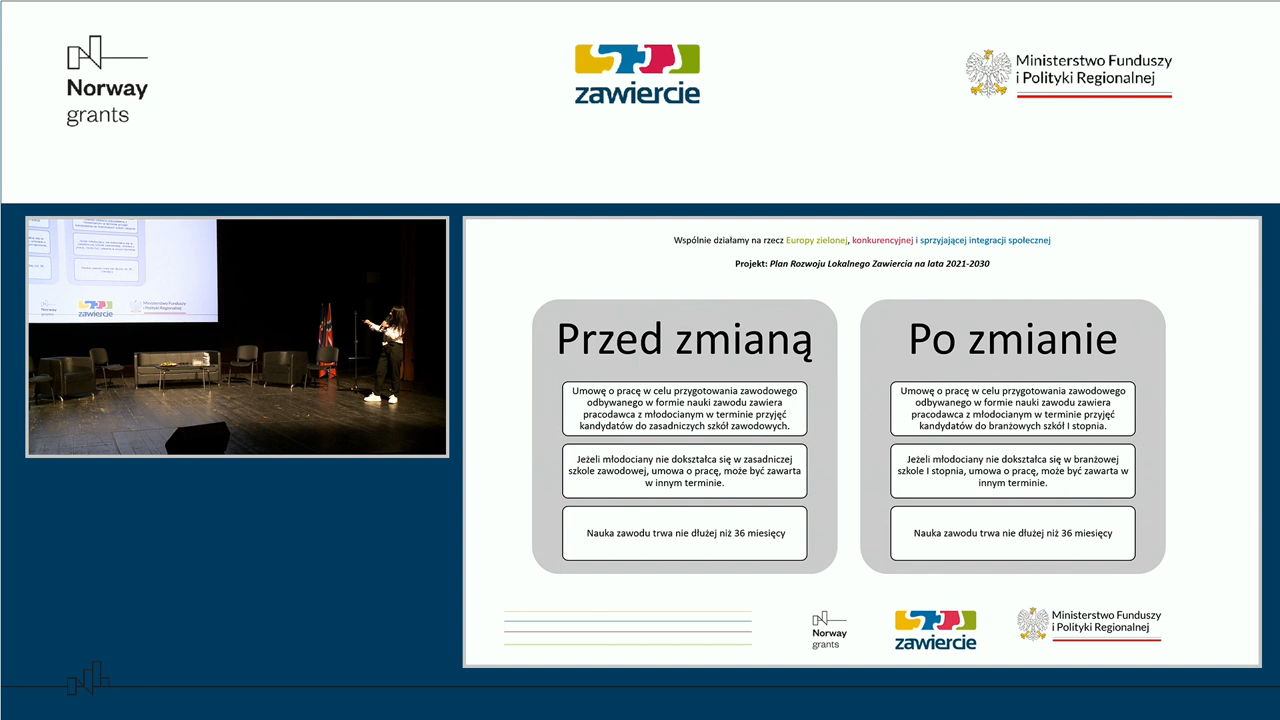 Norway
grants
zawiercie
Ministerstwo Funduszy
i Polityki Regionalnej
zawiercie
Wspólnie działamy na rzecz Europy zielonej, konkurencyjnej i sprzyjającej integracji społecznej
Projekt: Plan Rozwoju Lokalnego Zawiercia na lata 2021-2030
Przed zmianą
Umowę o pracę w celu przygotowania zawodowego
odbywanego w formie nauki zawodu zawiera
pracodawca z młodocianym w terminie przyjęć
kandydatów do zasadniczych szkół zawodowych.
Jeżeli młodociany nie dokształca się w zasadniczej
szkole zawodowej, umowa o pracę, może być zawarta
w innym terminie.
Nauka zawodu trwa nie dłużej niż 36 miesięcy
Po zmianie
Umowę o pracę w celu przygotowania zawodowego
odbywanego w formie nauki zawodu zawiera
pracodawca z młodocianym w terminie przyjęć
kandydatów do branżowych szkół I stopnia.
Jeżeli młodociany nie dokształca się w branżowej
szkole I stopnia, umowa o pracę, może być zawarta w
innym terminie.
Nauka zawodu trwa nie dłużej niż 36 miesięcy
Norway
grants
zawiercie
Ministerstwo Funduszy
i Polityki Regionalnej